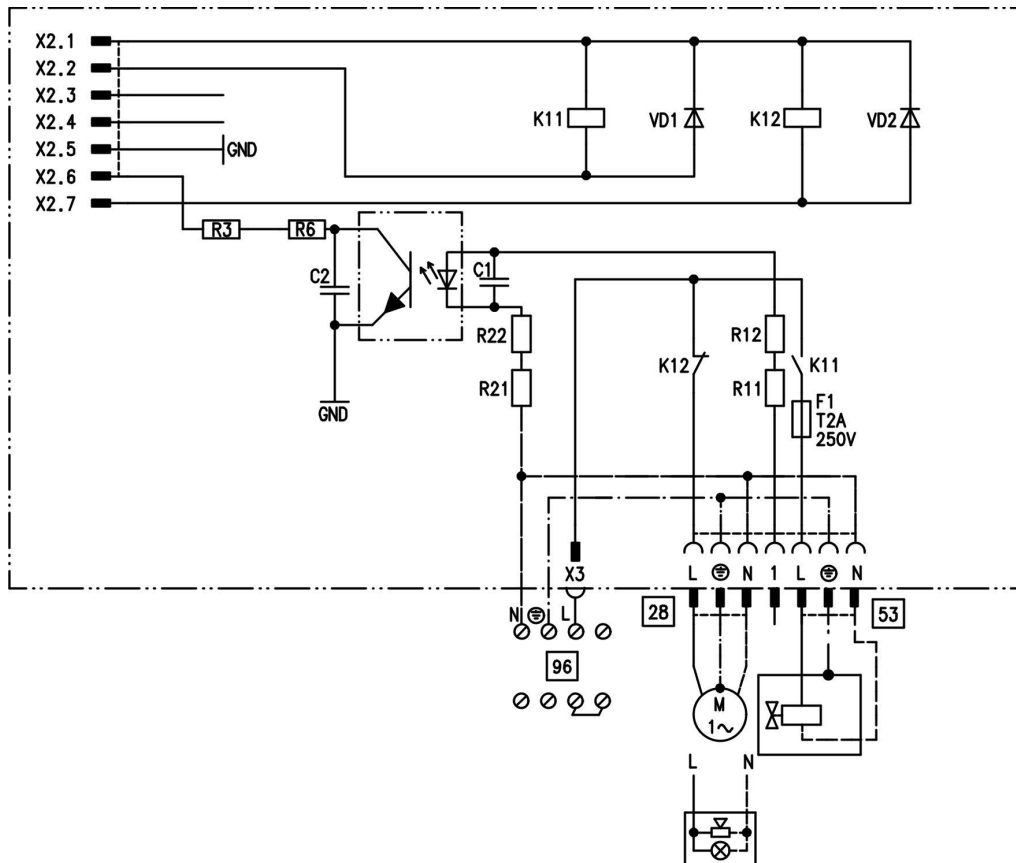 X2.1
X2.2
X2.3
X2.4
X2.5
X2.6
X2.7
GND
K11
VD1
K12
VD2
R3
R6
C2
C1
GND
R22
R21
R12
R11
K12
K11
F1
T2A
250V
X3
L
N
1
L
N
N
L
28
53
96
M
1~
L
N